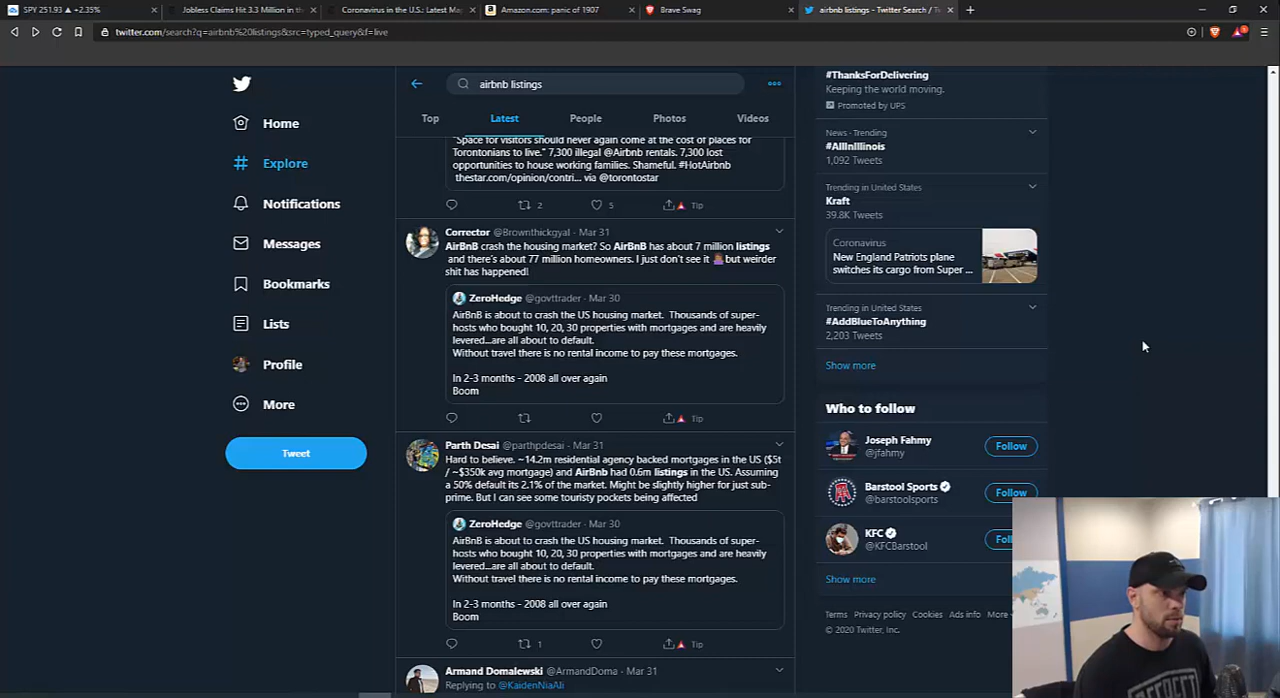 SPY 251.93 ▲ +2.35%
Jobless Claims Hit 3.3 Million in the
Coronavirus in the U.S.: Latest Map
Amazon.com: panic of 1907
Brave Swag
airbnb listings - Twitter Search / Tw
twitter.com/search?q=airbnb%20listings&src=typed_query&f=live
airbnb listings
Top
Latest
People
Photos
Videos
Home
Explore
Notifications
Messages
Bookmarks
Lists
Profile
More
Tweet
"Space for visitors should never again come at the cost of places for
Torontonians to live." 7,300 illegal @Airbnb rentals. 7,300 lost
opportunities to house working families. Shameful. #HotAirbnb
thestar.com/opinion/contri... via @torontostar
2
5
Tip
Corrector @Brownthickgyal · Mar 31
AirBnB crash the housing market? So AirBnB has about 7 million listings
and there's about 77 million homeowners. I just don't see it but weirder
shit has happened!
ZeroHedge @govttrader · Mar 30
AirBnB is about to crash the US housing market. Thousands of super-
hosts who bought 10, 20, 30 properties with mortgages and are heavily
levered...are all about to default.
Without travel there is no rental income to pay these mortgages.
In 2-3 months - 2008 all over again
Boom
Tip
Parth Desai @parthpdesai · Mar 31
Hard to believe. ~14.2m residential agency backed mortgages in the US ($5t
/ ~$350k avg mortgage) and AirBnb had 0.6m listings in the US. Assuming
a 50% default its 2.1% of the market. Might be slightly higher for just sub-
prime. But I can see some touristy pockets being affected
ZeroHedge @govttrader · Mar 30
AirBnB is about to crash the US housing market. Thousands of super-
hosts who bought 10, 20, 30 properties with mortgages and are heavily
levered...are all about to default.
Without travel there is no rental income to pay these mortgages.
In 2-3 months - 2008 all over again
Boom
1
Tip
Armand Domalewski @ArmandDoma · Mar 31
Replying to @KaidenNiaAli
#ThanksForDelivering
Keeping the world moving.
Promoted by UPS
News · Trending
#AllInIllinois
1,092 Tweets
Trending in United States
Kraft
39.8K Tweets
Coronavirus
New England Patriots plane
switches its cargo from Super ...
Trending in United States
#AddBlueToAnything
2,203 Tweets
Show more
Who to follow
Joseph Fahmy
@jfahmy
Follow
Barstool Sports
@barstoolsports
Follow
KFC
@KFCBarstool
Show more
Terms Privacy policy Cookies Ads info More
© 2020 Twitter, Inc.